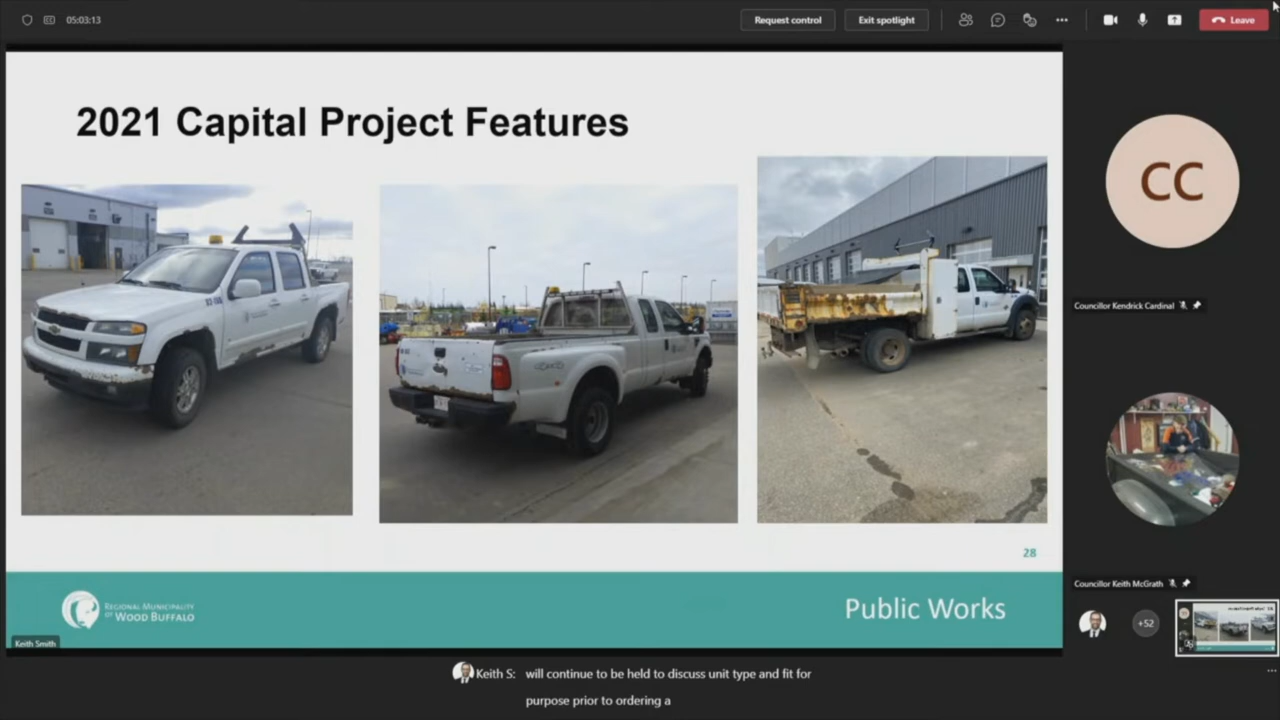 05:03:13
Request control
Exit spotlight
Leave
2021 Capital Project Features
CC
Councillor Kendrick Cardinal
28
REGIONAL MUNICIPALITY
OF WOOD BUFFALO
Public Works
Keith Smith
Councillor Keith McGrath
+52
Keith S: will continue to be held to discuss unit type and fit for
purpose prior to ordering a